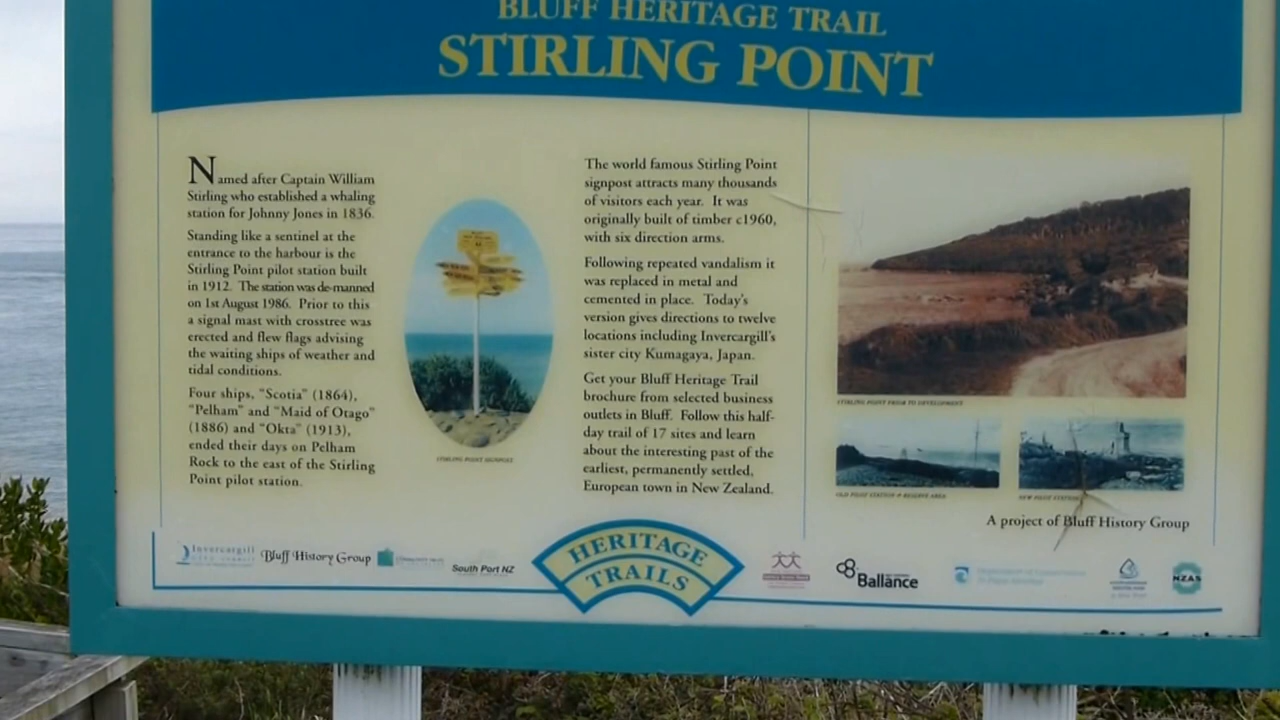 BLUFF HERITAGE TRAIL
STIRLING POINT
Named after Captain William
Stirling who established a whaling
station for Johnny Jones in 1836.
Standing like a sentinel at the
entrance to the harbour is the
Stirling Point pilot station built
in 1912. The station was de-manned
on 1st August 1986. Prior to this
a signal mast with crosstree was
erected and flew flags advising
the waiting ships of weather and
tidal conditions.
Four ships, "Scotia" (1864),
"Pelham" and "Maid of Otago"
(1886) and "Okta" (1913),
ended their days on Pelham
Rock to the east of the Stirling
Point pilot station.
STIRLING POINT SIGNPOST
The world famous Stirling Point
signpost attracts many thousands
of visitors each year. It was
originally built of timber c1960,
with six direction arms.
Following repeated vandalism it
was replaced in metal and
cemented in place. Today's
version gives directions to twelve
locations including Invercargill's
sister city Kumagaya, Japan.
Get your Bluff Heritage Trail
brochure from selected business
outlets in Bluff. Follow this half-
day trail of 17 sites and learn
about the interesting past of the
earliest, permanently settled,
European town in New Zealand.
STIRLING POINT PRIOR TO DEVELOPMENT
OLD PILOT STATION & RESERVE AREA
NEW PILOT STATION
A project of Bluff History Group
Invercargill
Bluff History Group
South Port NZ
HERITAGE
TRAILS
Ballance
NZAS